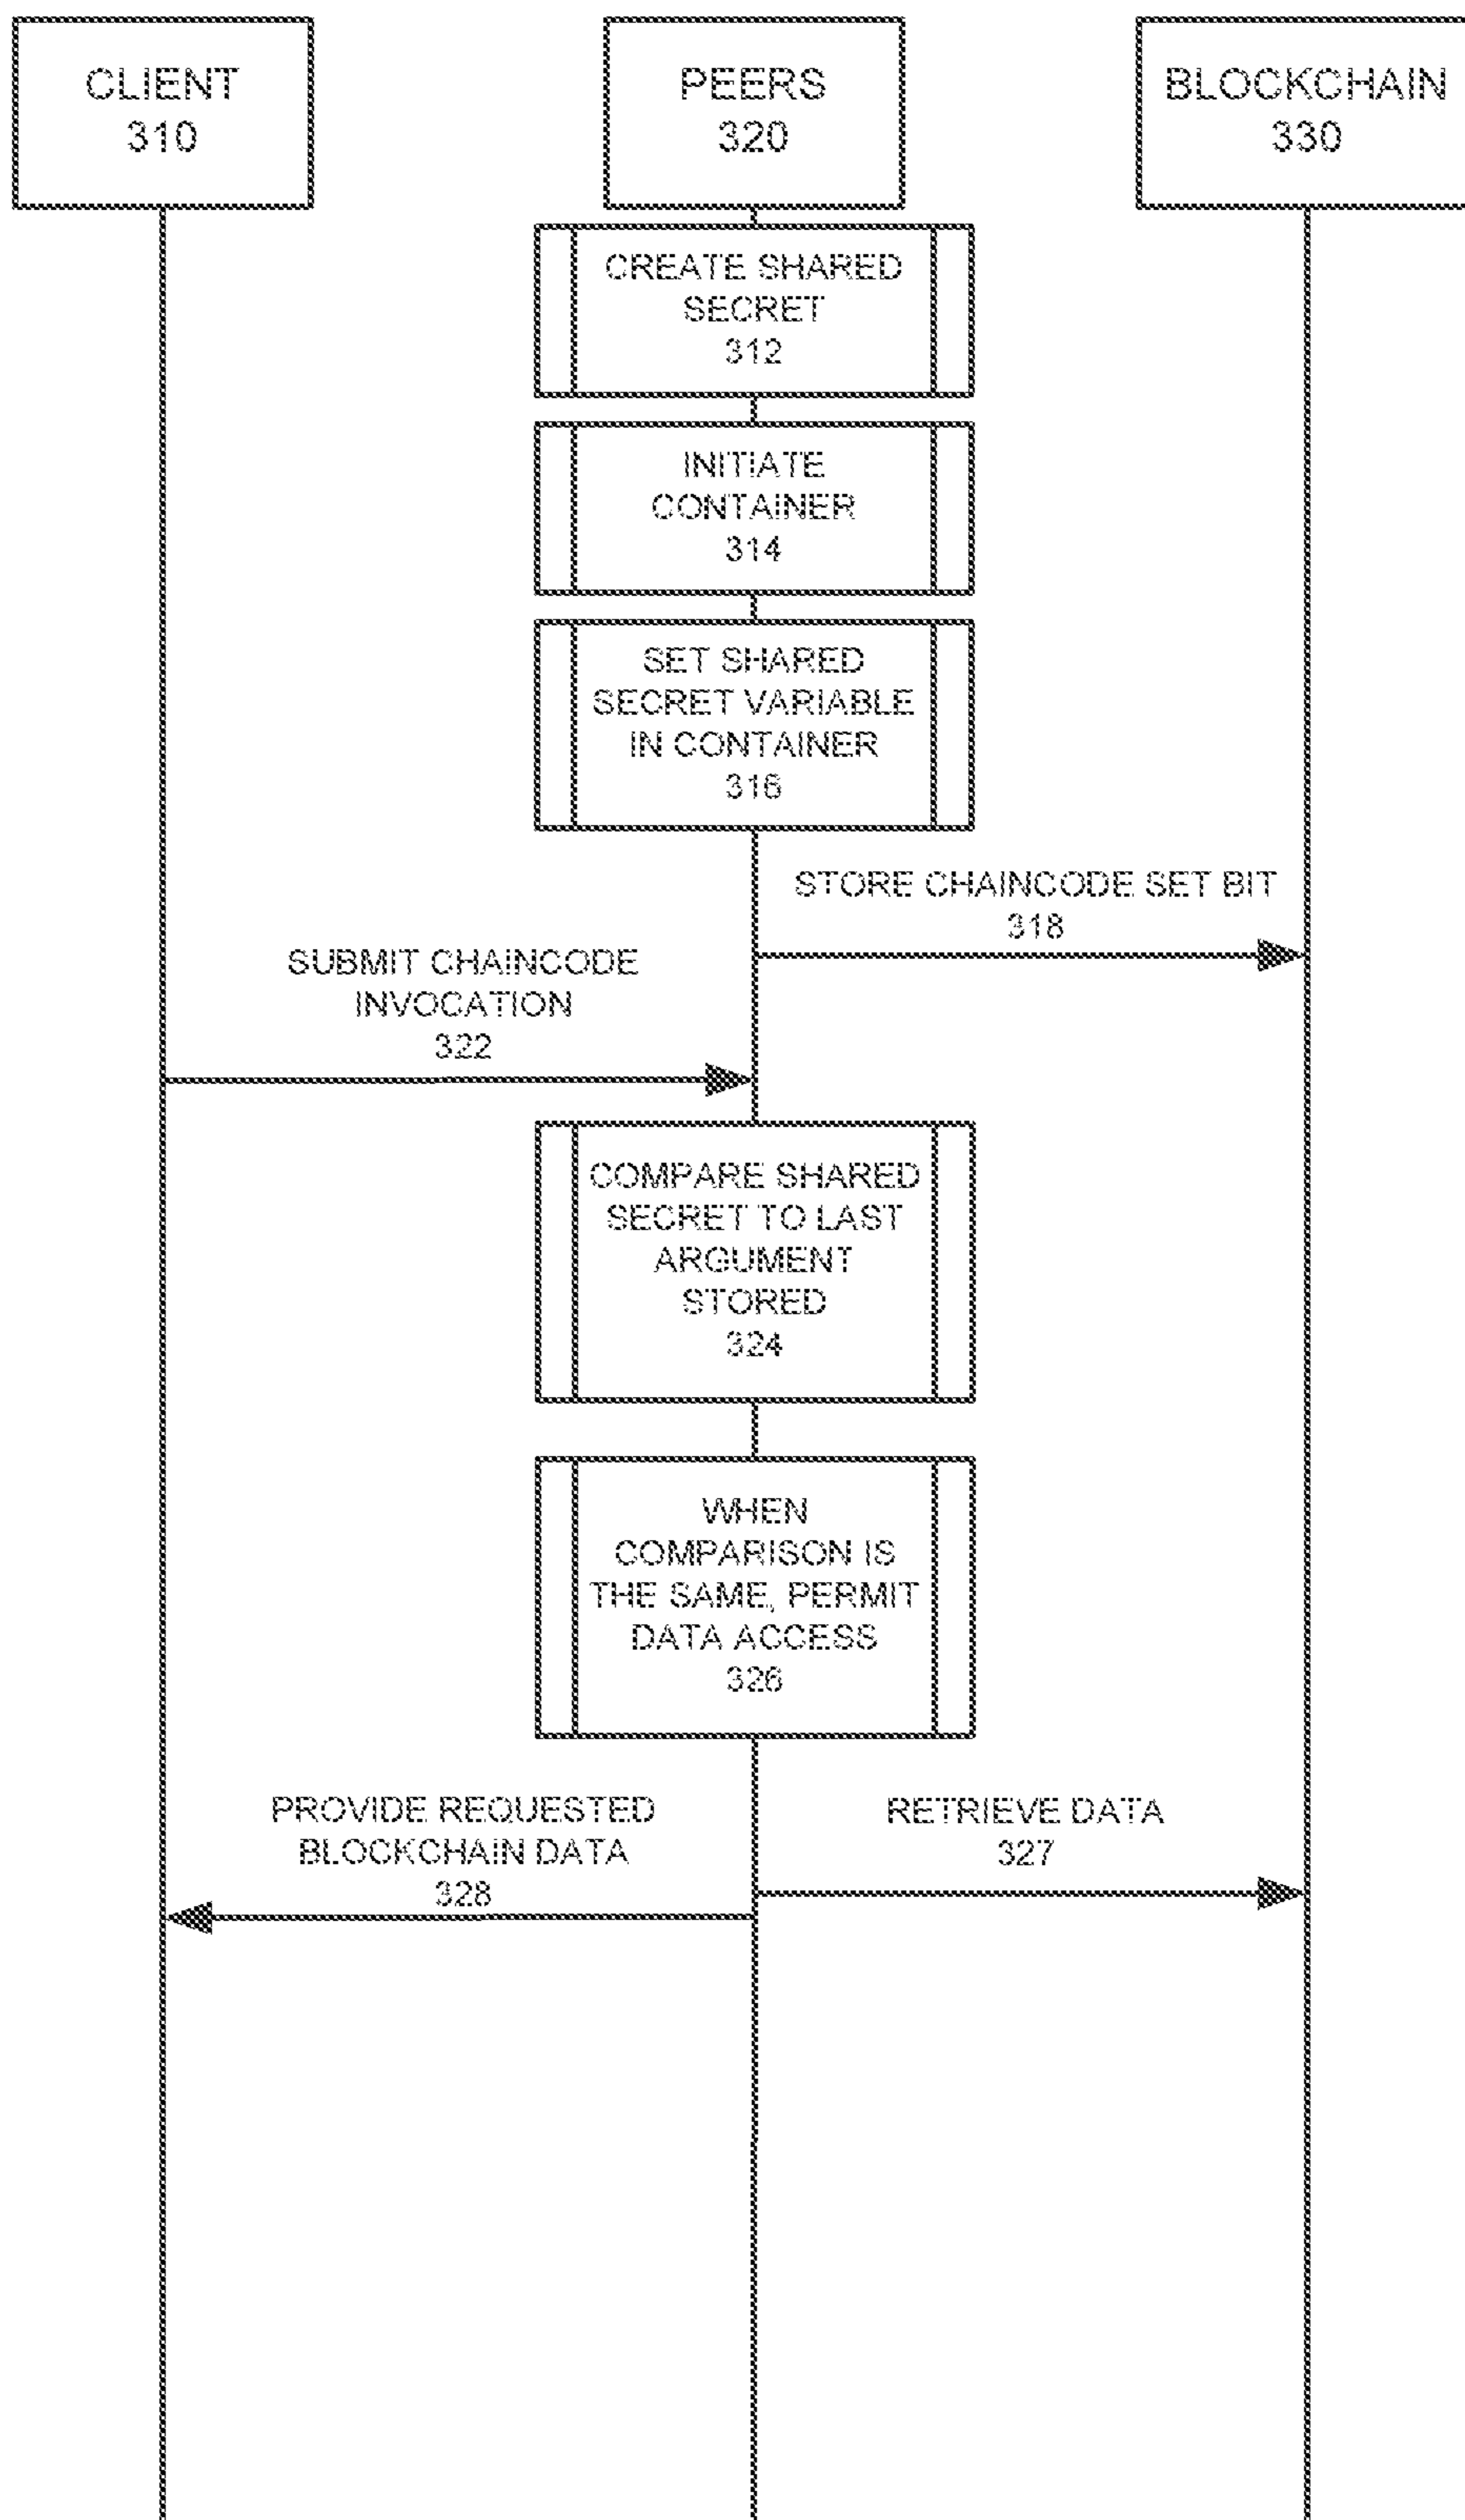 CLIENT
310
PEERS
320
BLOCKCHAIN
330
CREATE SHARED
SECRET
312
INITIATE
CONTAINER
314
SET SHARED
SECRET VARIABLE
IN CONTAINER
316
STORE CHAINCODE SET BIT
318
SUBMIT CHAINCODE
INVOCATION
322
COMPARE SHARED
SECRET TO LAST
ARGUMENT
STORED
324
WHEN
COMPARISON IS
THE SAME, PERMIT
DATA ACCESS
326
PROVIDE REQUESTED
BLOCKCHAIN DATA
328
RETRIEVE DATA
327